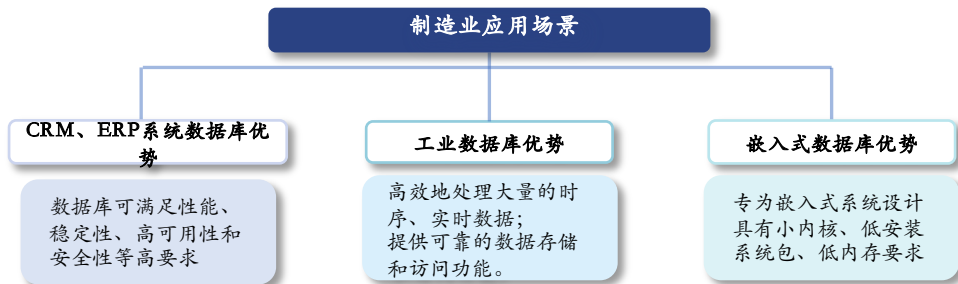 制造业应用场景
CRM、ERP系统数据库优
势
工业数据库优势
嵌入式数据库优势
数据库可满足性能、
稳定性、高可用性和
安全性等高要求
高效地处理大量的时
序、实时数据；
提供可靠的数据存储
和访问功能。
专为嵌入式系统设计
具有小内核、低安装
系统包、低内存要求